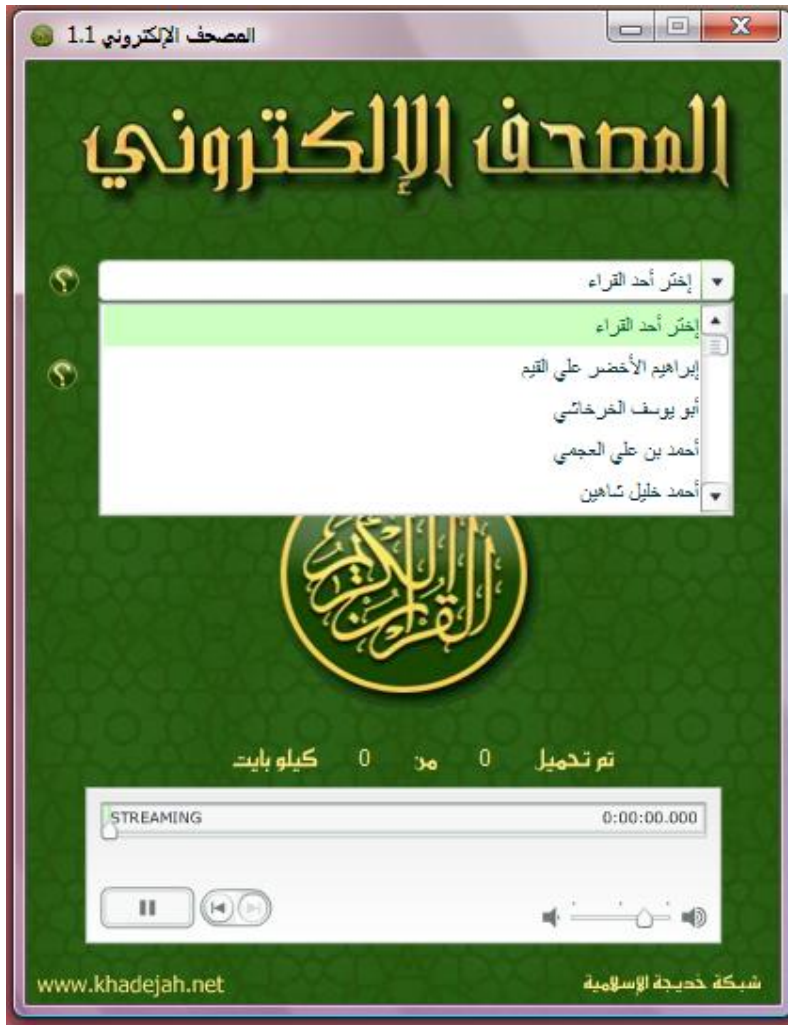 المصحف الإلكتروني 1.1
المصحف الإلكتروني
إختر أحد القراء
؟
إختر أحد القراء
إبراهيم الأخضر علي القيم
؟
أبو يوسف الخرخاشي
أحمد بن علي العجمي
أحمد خليل شاهين
القرآن الكريم
تم تحميل 0 من 0 كيلو بايت
STREAMING 0:00:00.000
www.khadejah.net شبكة خديجة الإسلامية